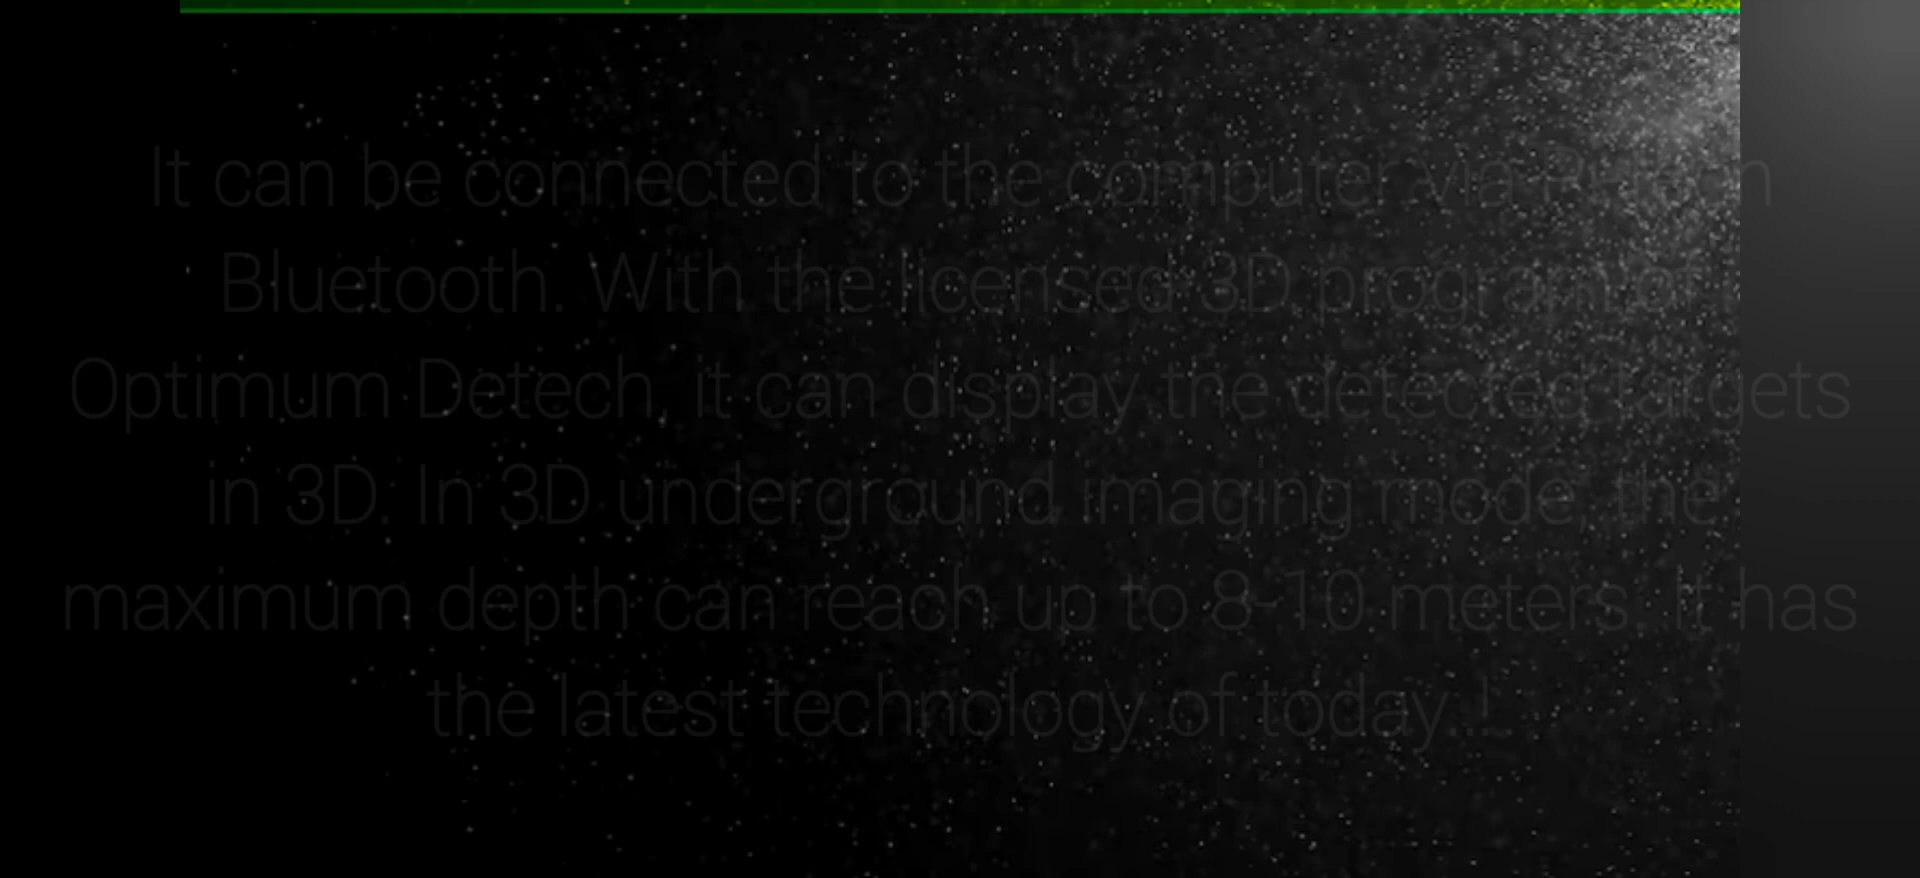 It can be connected to the computer via
Bluetooth. With the licensed 3D program of
Optimum Detech, it can display the detected targets
in 3D. In 3D underground imaging mode, the
maximum depth can reach up to 8-10 meters. It has
the latest technology of today..!